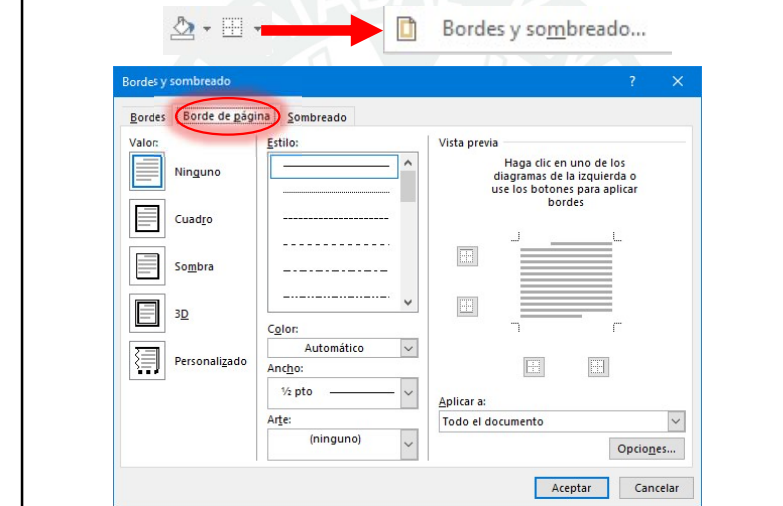 Bordes y sombreado...
Bordes y sombreado
?
Bordes
Borde de página
Sombreado
Valor:
Ninguno
Cuadro
Sombra
3D
Personalizado
Estilo:
Color:
Automático
Ancho:
½ pto
Arte:
(ninguno)
Vista previa
Haga clic en uno de los
diagramas de la izquierda o
use los botones para aplicar
bordes
Aplicar a:
Todo el documento
Opciones...
Aceptar
Cancelar